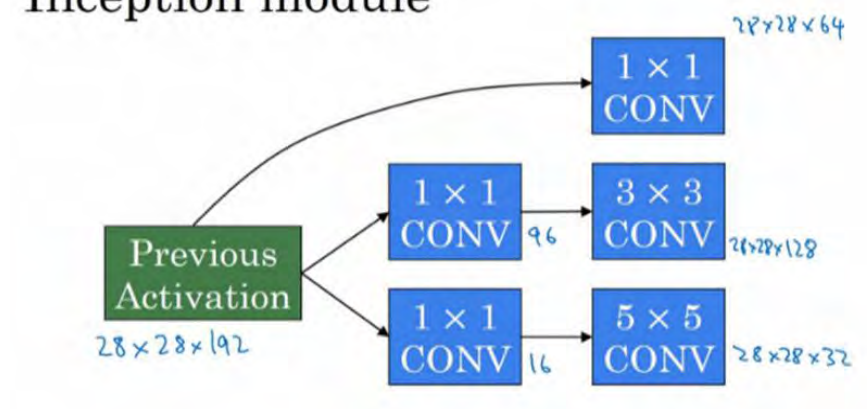 Inception module
28×28×64
1 × 1
CONV
1 × 1
CONV
96
3 × 3
CONV
28×28×128
Previous
Activation
28×28×192
1 × 1
CONV
16
5 × 5
CONV
28×28×32